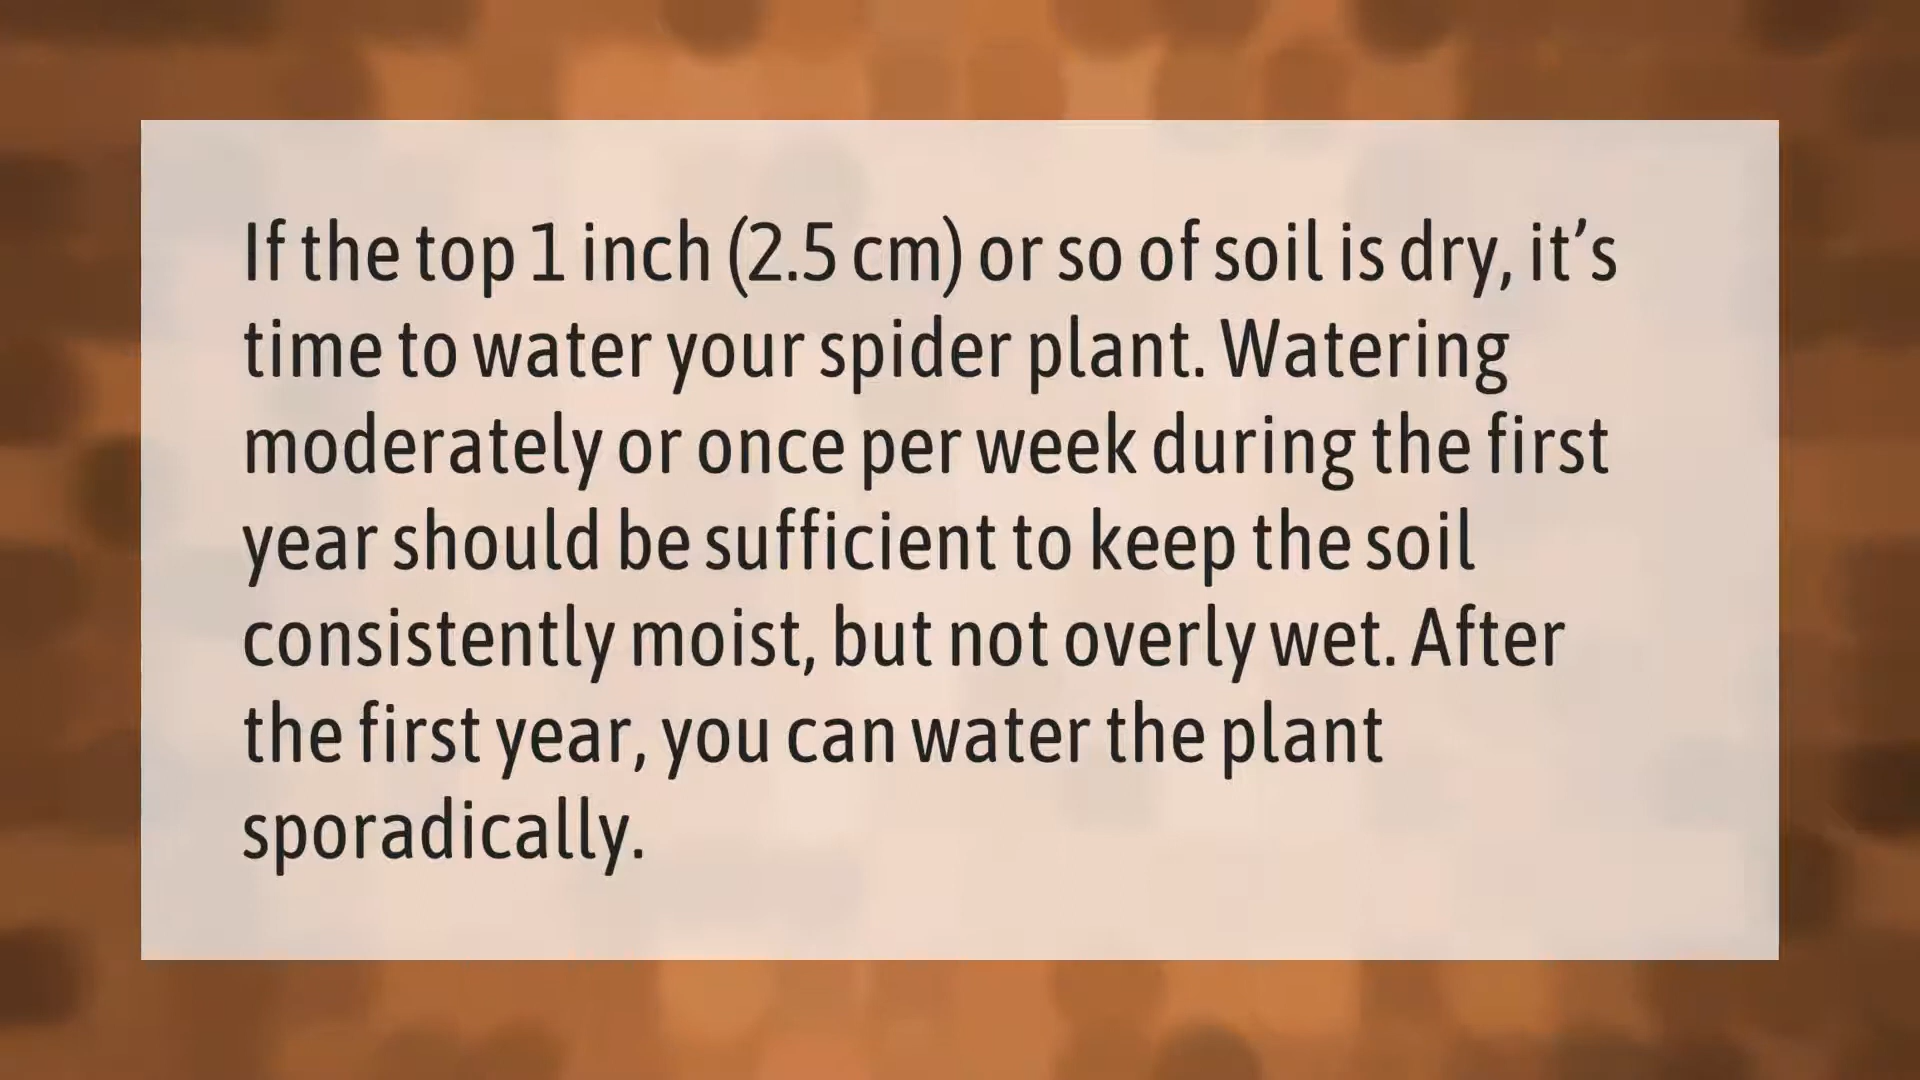 If the top 1 inch (2.5 cm) or so of soil is dry, it’s
time to water your spider plant. Watering
moderately or once per week during the first
year should be sufficient to keep the soil
consistently moist, but not overly wet. After
the first year, you can water the plant
sporadically.